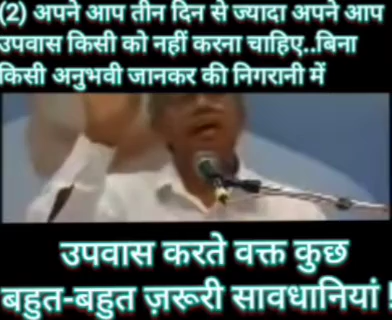 (2) अपने आप तीन दिन से ज्यादा अपने आप
उपवास किसी को नहीं करना चाहिए..बिना
किसी अनुभवी जानकर की निगरानी में
उपवास करते वक्त कुछ
बहुत-बहुत ज़रूरी सावधानियां !